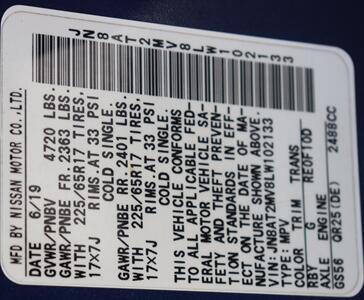 JN8AT2MV8LW102133
MFD BY NISSAN MOTOR CO.,LTD.
DATE 6/19
GVWR/PNBV 4720 LBS.
GAWR/PNBE FR. 2363 LBS.
WITH 225/65R17 TIRES,
17X7J RIMS AT 33 PSI
COLD SINGLE.
GAWR/PNBE RR. 2401 LBS.
WITH 225/65R17 TIRES,
17X7J RIMS AT 33 PSI
COLD SINGLE.
THIS VEHICLE CONFORMS
TO ALL APPLICABLE FED-
ERAL MOTOR VEHICLE SA-
FETY AND THEFT PREVEN-
TION STANDARDS IN EFF-
ECT ON THE DATE OF MA-
NUFACTURE SHOWN ABOVE.
VIN:JN8AT2MV8LW102133
TYPE:MPV
COLOR TRIM TRANS
RBY G RE0F10D
AXLE ENGINE
GS56 QR25(DE) 2488CC